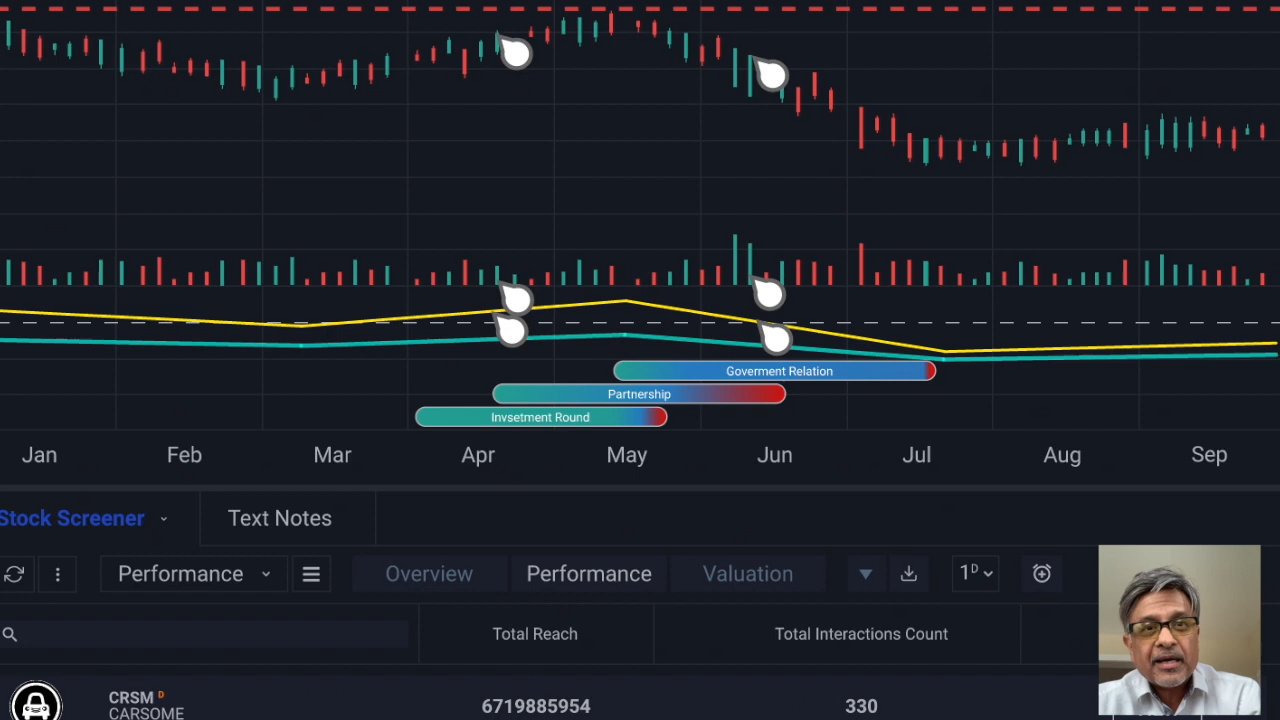 Goverment Relation
Partnership
Invsetment Round
Jan Feb Mar Apr May Jun Jul Aug Sep
Stock Screener Text Notes
Performance Overview Performance Valuation 1D
Total Reach Total Interactions Count
CRSM D 6719885954 330
CARSOME